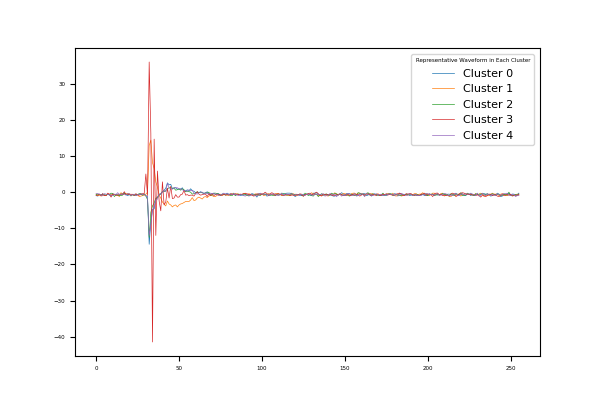 Representative Waveform in Each Cluster
Cluster 0
Cluster 1
Cluster 2
Cluster 3
Cluster 4
30
20
10
0
−10
−20
−30
−40
0 50 100 150 200 250